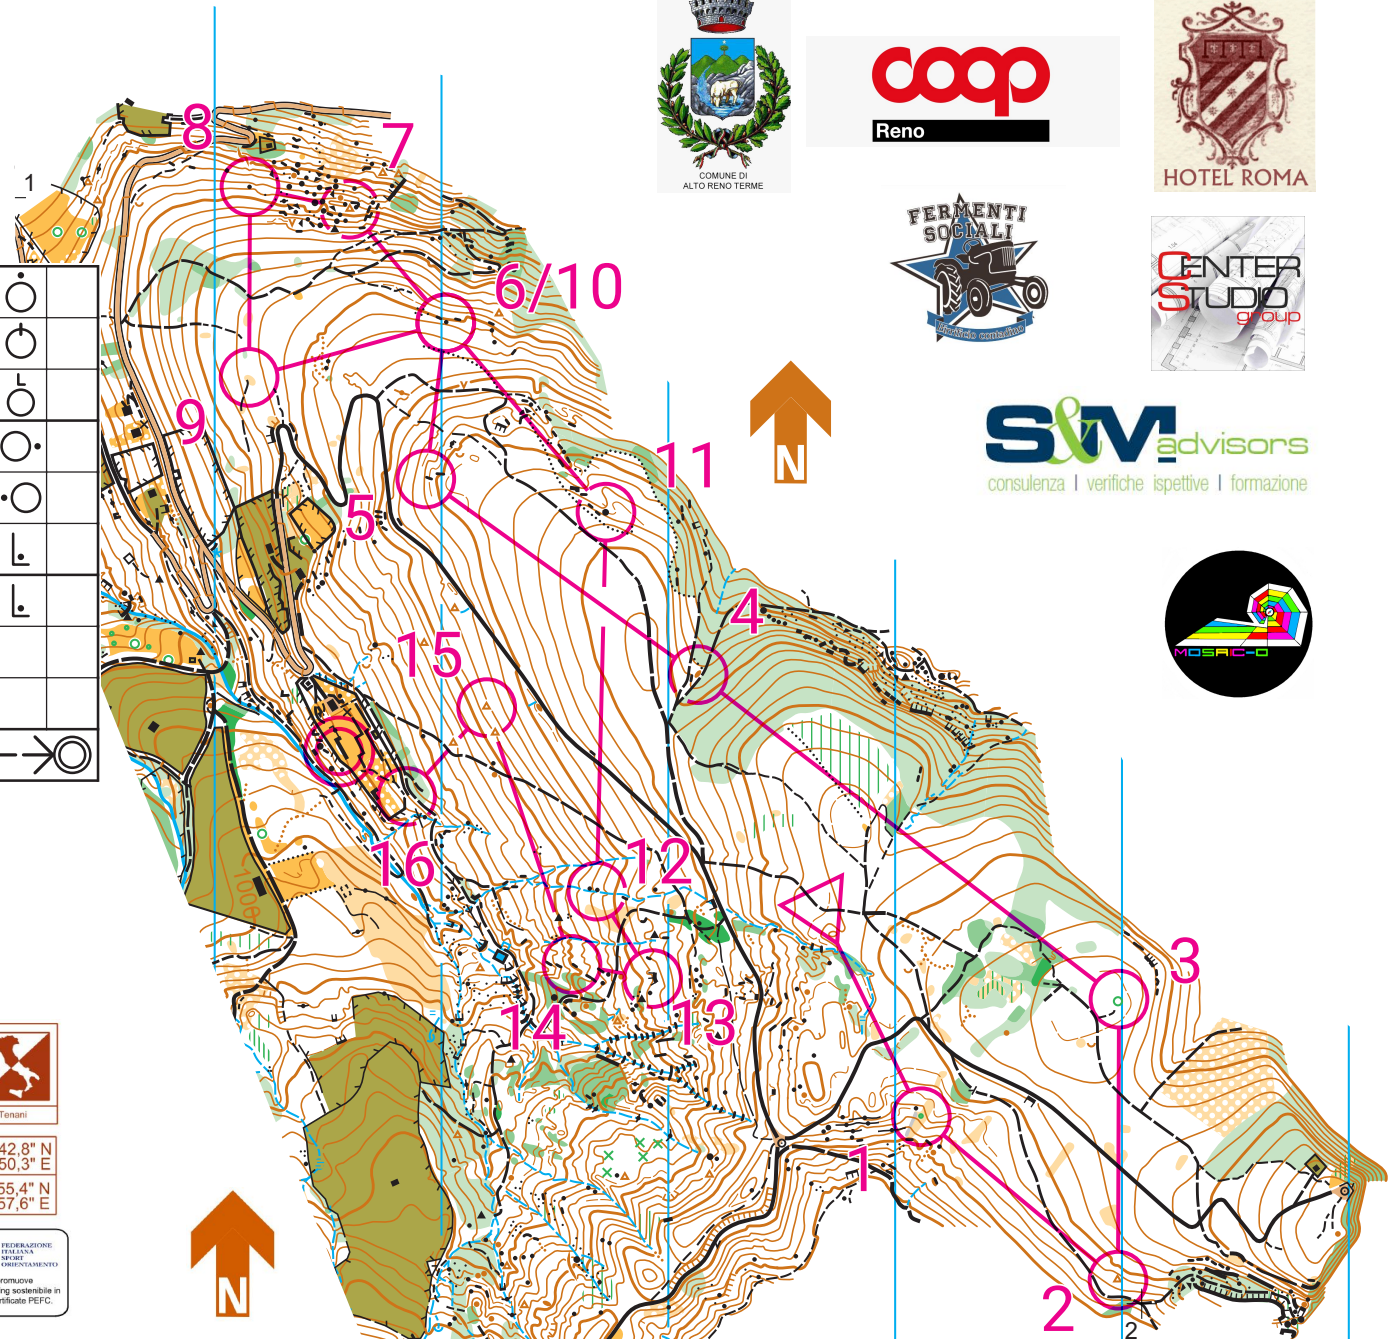 COMUNE DI
ALTO RENO TERME
coop
Reno
HOTEL ROMA
FERMENTI
SOCIALI
Birrificio contadino
CENTER
STUDIO
group
S&M advisors
consulenza | verifiche ispettive | formazione
MOSAIC-O
N
8
7
1
6/10
9
11
5
4
15
12
16
3
14
13
1
2
2
1000
N
Tenani
42,8" N
50,3" E
55,4" N
57,6" E
FEDERAZIONE
ITALIANA
SPORT
ORIENTAMENTO
romuove
ng sostenibile in
rtificate PEFC.